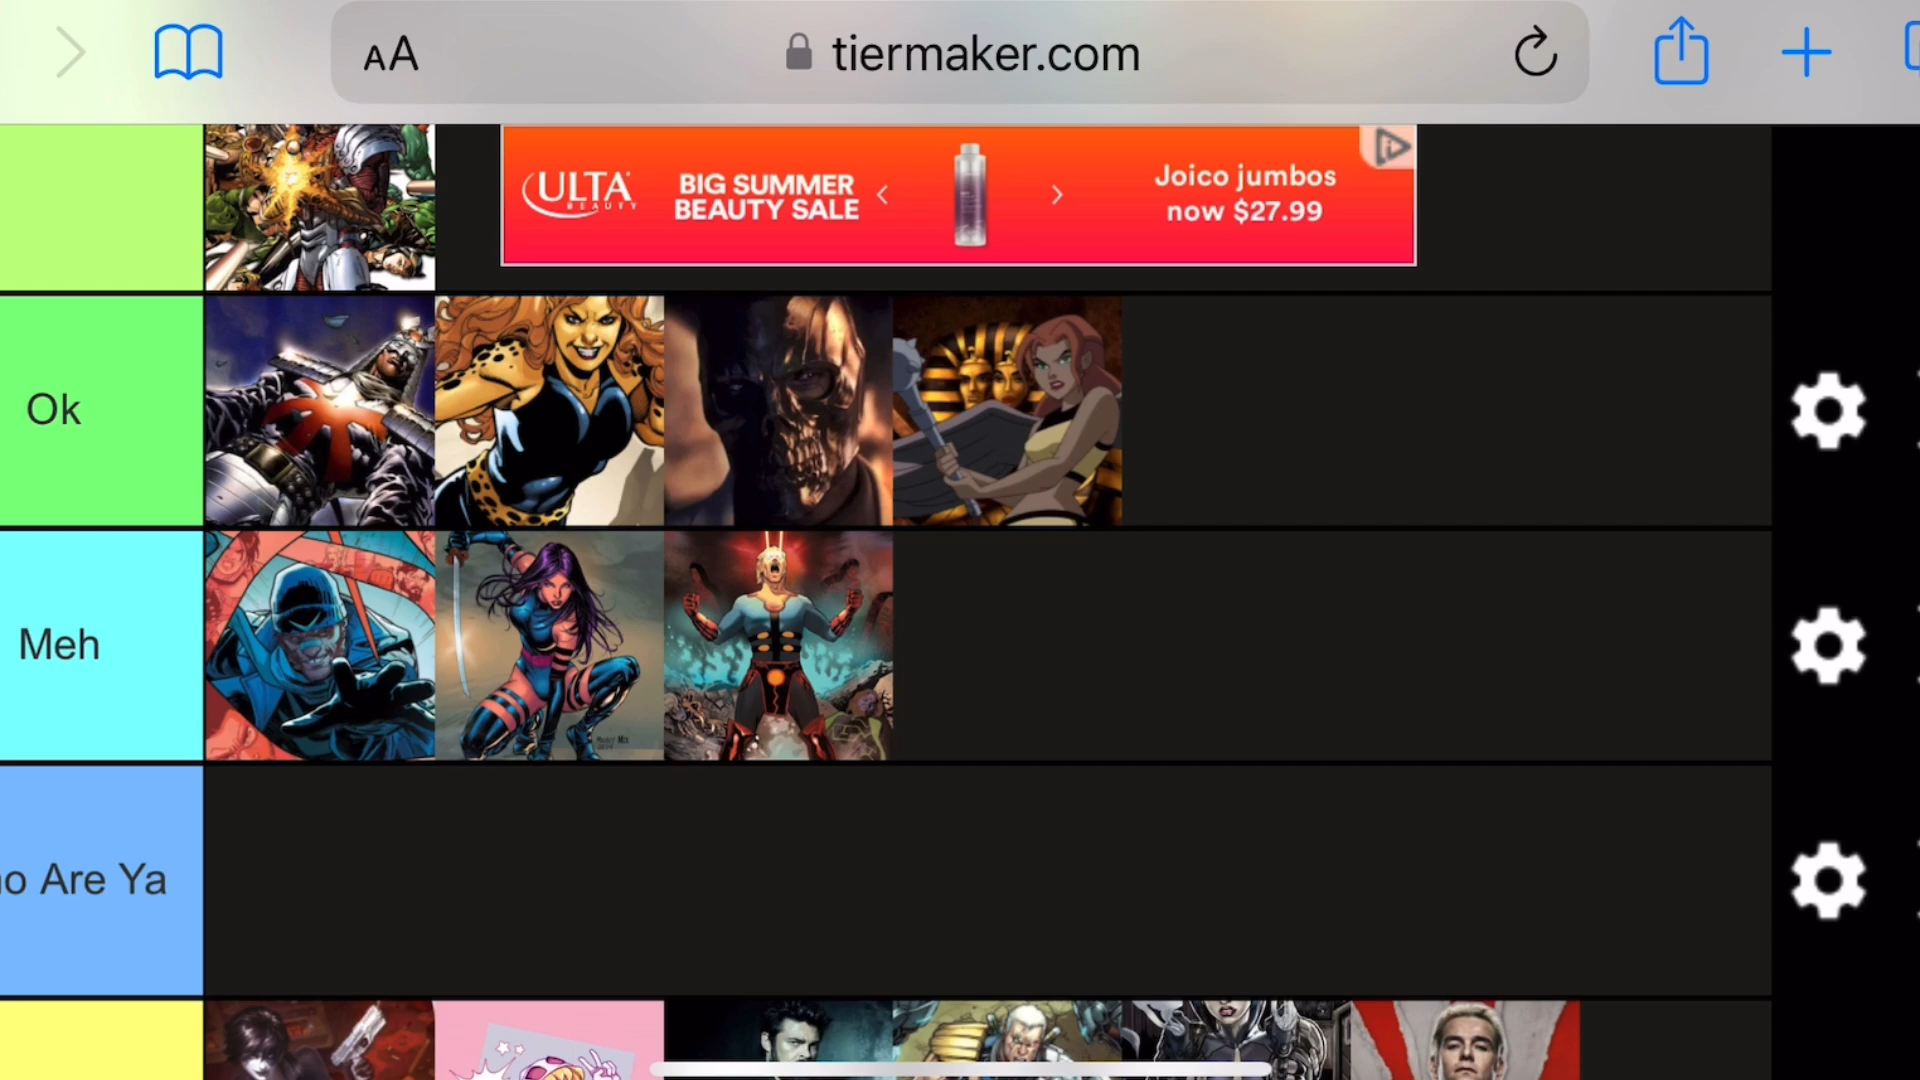 AA
tiermaker.com
ULTA
BEAUTY
BIG SUMMER
BEAUTY SALE
Joico jumbos
now $27.99
Ok
Meh
o Are Ya